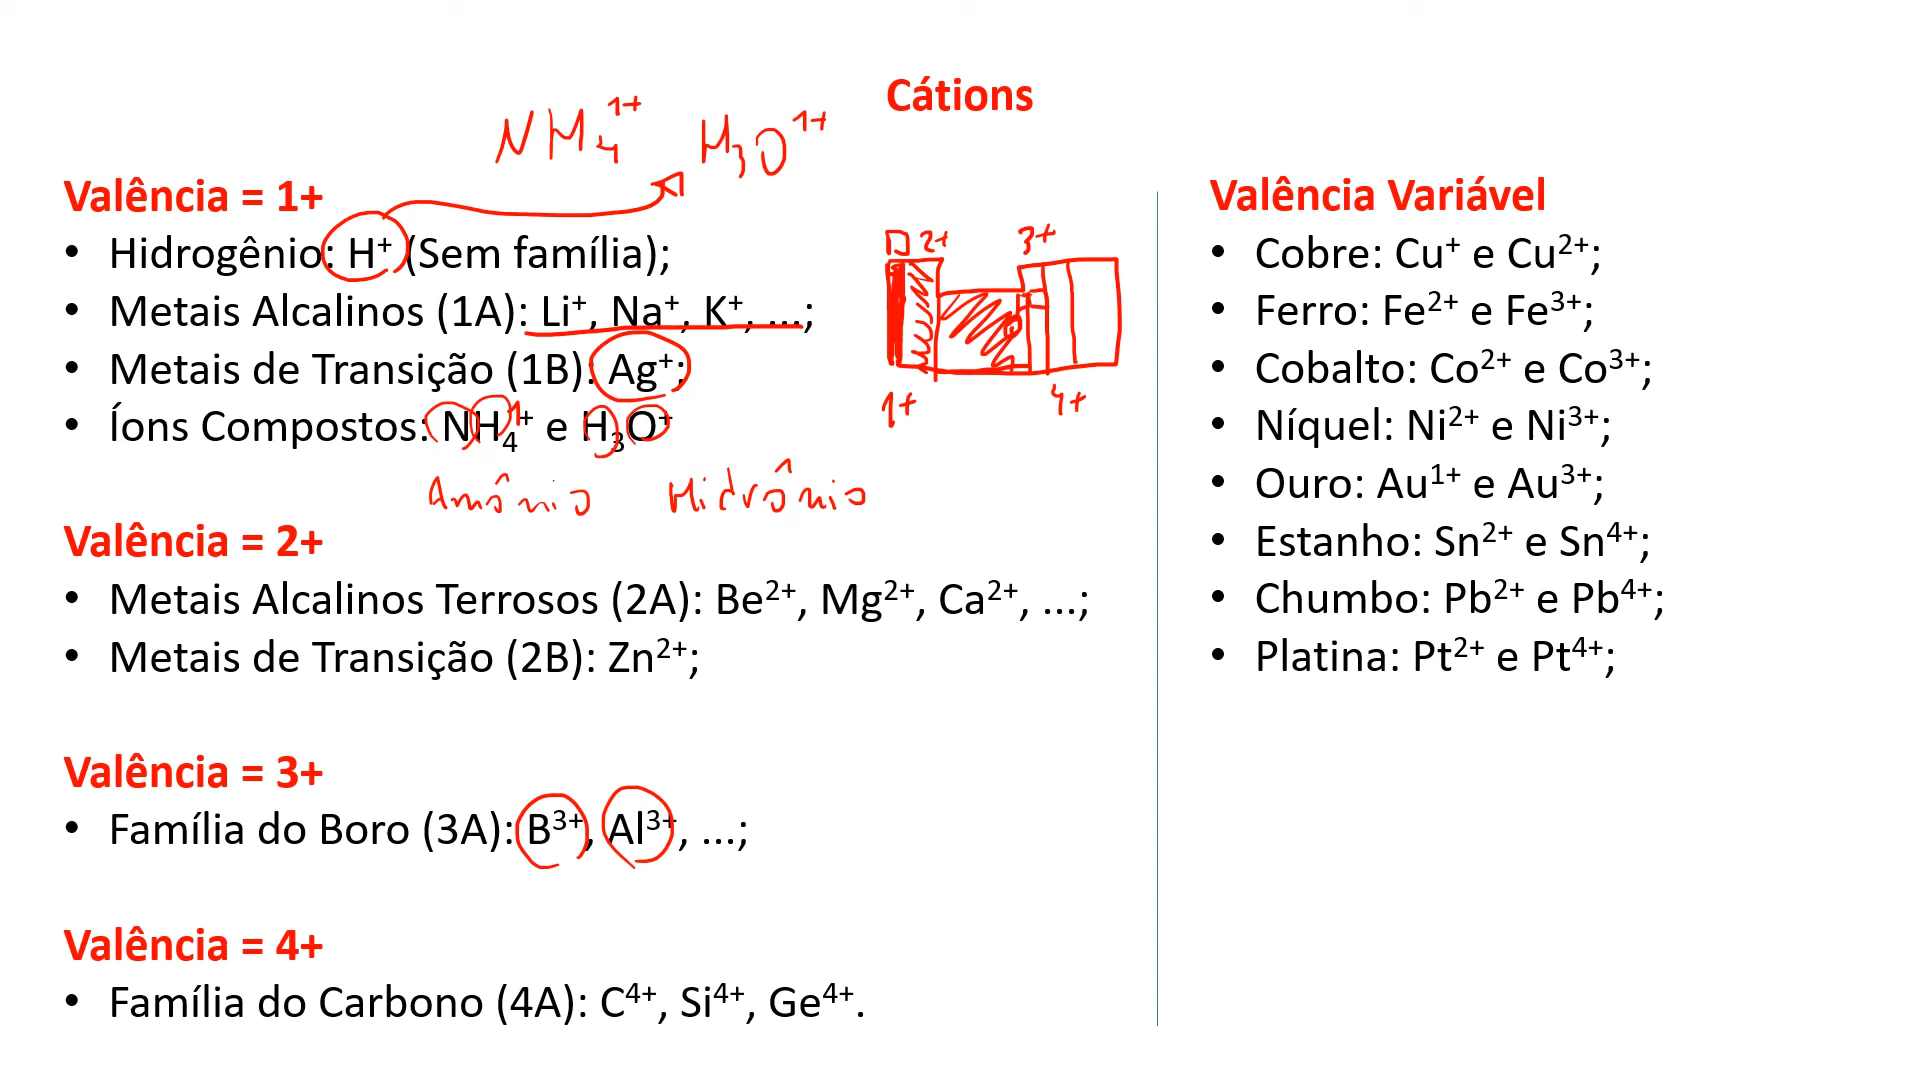 Cátions
NH₄¹⁺ H₃O¹⁺
Valência = 1+
• Hidrogênio: H⁺ (Sem família);
• Metais Alcalinos (1A): Li⁺, Na⁺, K⁺, ...;
• Metais de Transição (1B): Ag⁺;
• Íons Compostos: NH₄⁺ e H₃O⁺
1
Amônio Hidrônio
2+ 3+
1+ 4+
Valência = 2+
• Metais Alcalinos Terrosos (2A): Be²⁺, Mg²⁺, Ca²⁺, ...;
• Metais de Transição (2B): Zn²⁺;
Valência = 3+
• Família do Boro (3A): B³⁺, Al³⁺, ...;
Valência = 4+
• Família do Carbono (4A): C⁴⁺, Si⁴⁺, Ge⁴⁺.
Valência Variável
• Cobre: Cu⁺ e Cu²⁺;
• Ferro: Fe²⁺ e Fe³⁺;
• Cobalto: Co²⁺ e Co³⁺;
• Níquel: Ni²⁺ e Ni³⁺;
• Ouro: Au¹⁺ e Au³⁺;
• Estanho: Sn²⁺ e Sn⁴⁺;
• Chumbo: Pb²⁺ e Pb⁴⁺;
• Platina: Pt²⁺ e Pt⁴⁺;